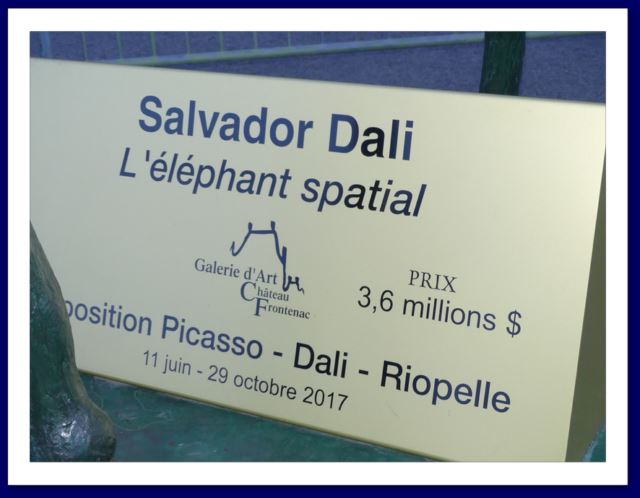 Salvador Dali
L'éléphant spatial
Galerie d'Art
Château
Frontenac
PRIX
3,6 millions $
position Picasso - Dali - Riopelle
11 juin - 29 octobre 2017